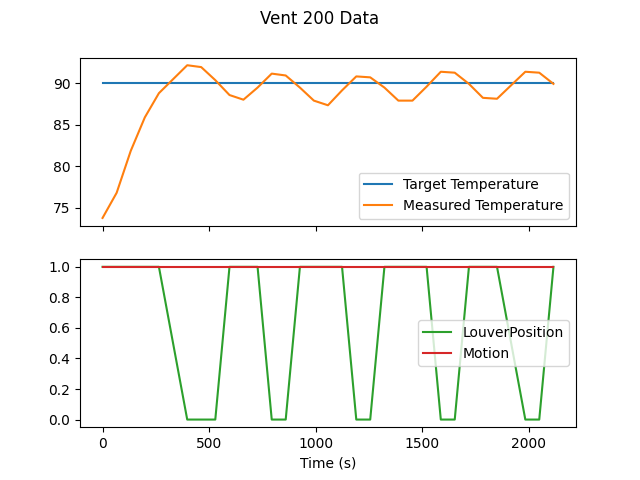 Vent 200 Data
90
85
80
75
Target Temperature
Measured Temperature
1.0
0.8
0.6
0.4
0.2
0.0
LouverPosition
Motion
0 500 1000 1500 2000
Time (s)